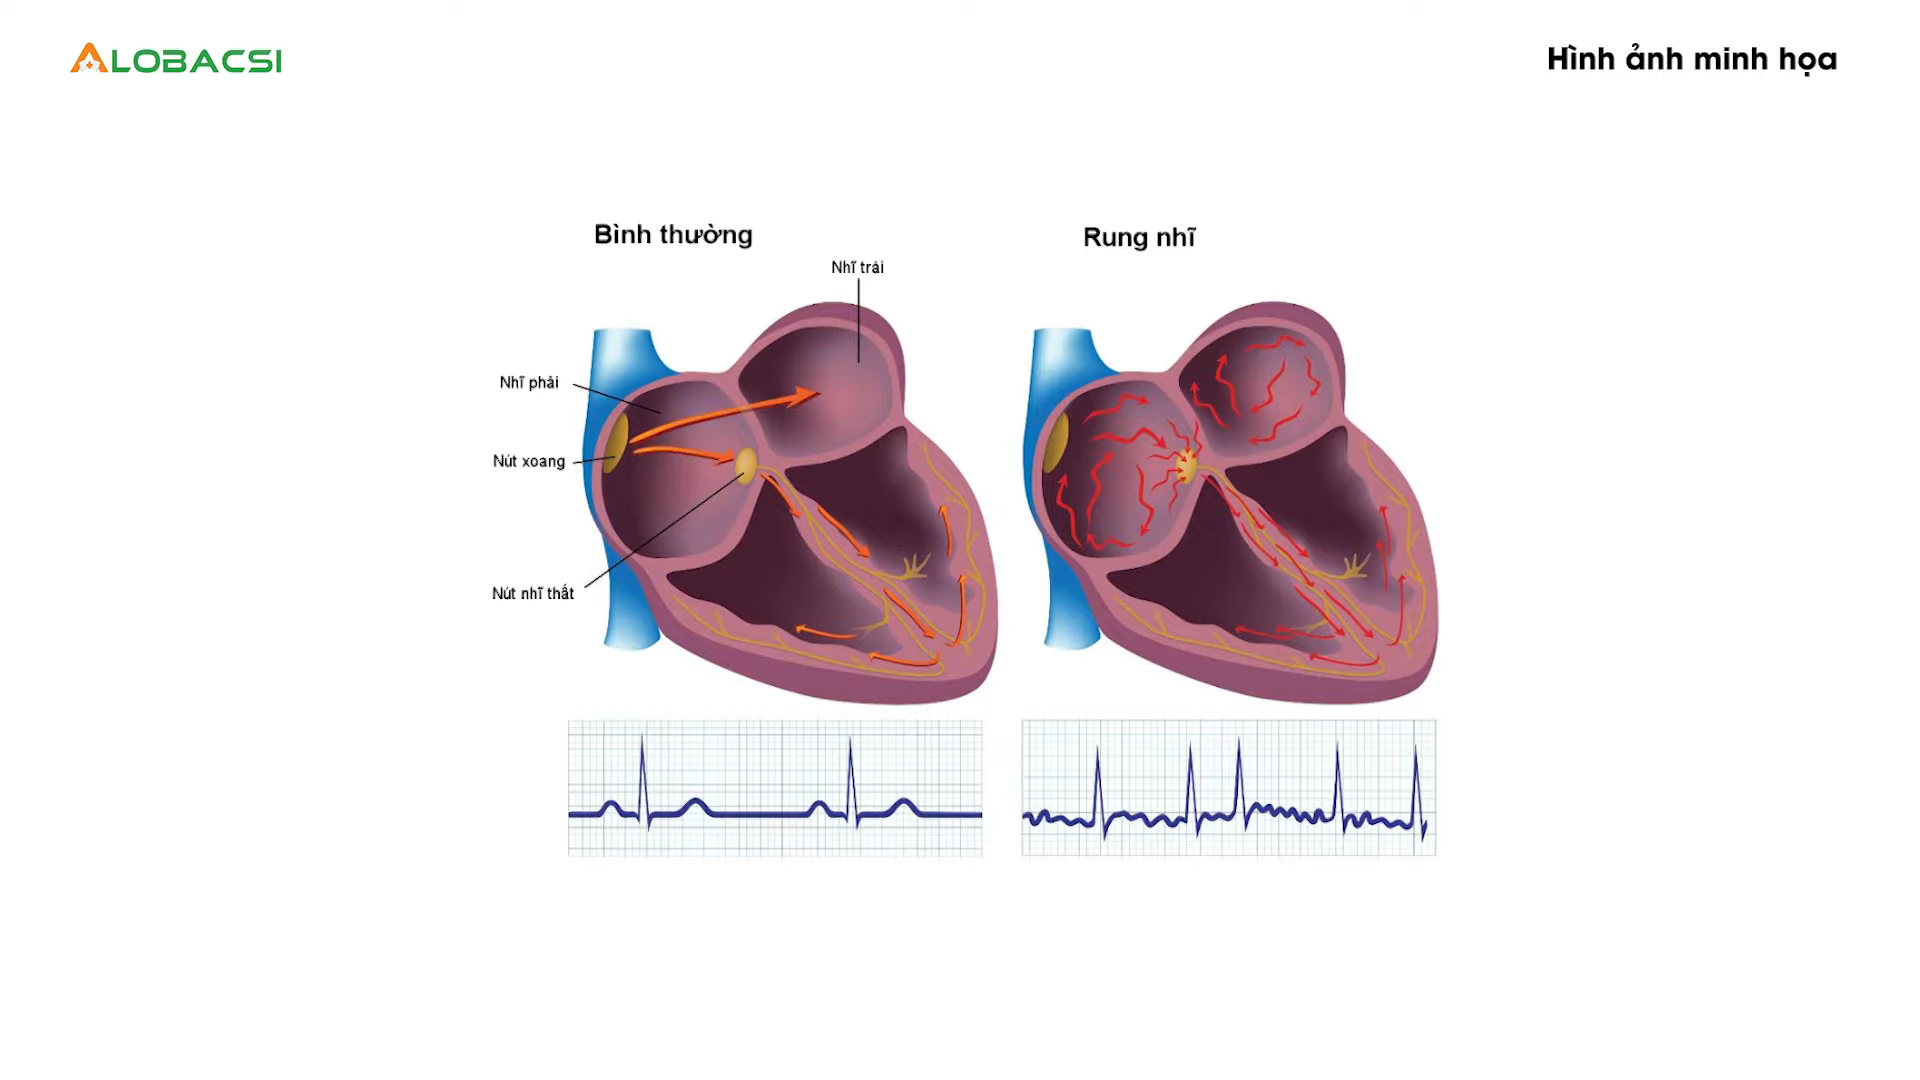 ALOBACSI
Hình ảnh minh họa
Bình thường
Rung nhĩ
Nhĩ trái
Nhĩ phải
Nút xoang
Nút nhĩ thất